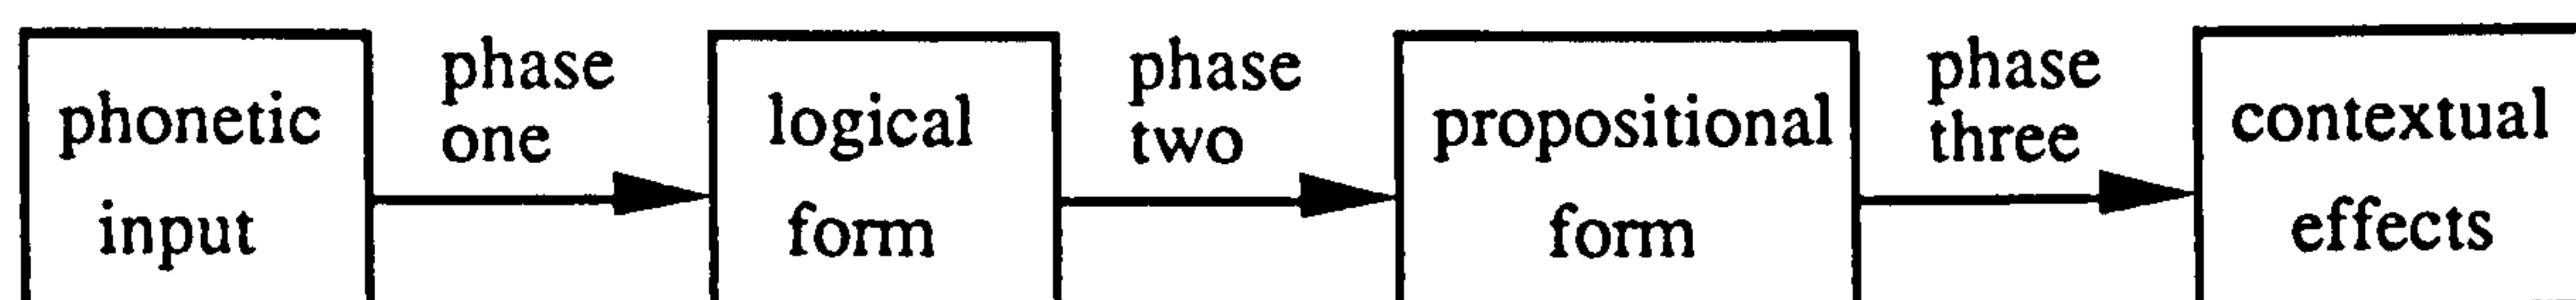 phonetic
input
phase
one
logical
form
phase
two
propositional
form
phase
three
contextual
effects